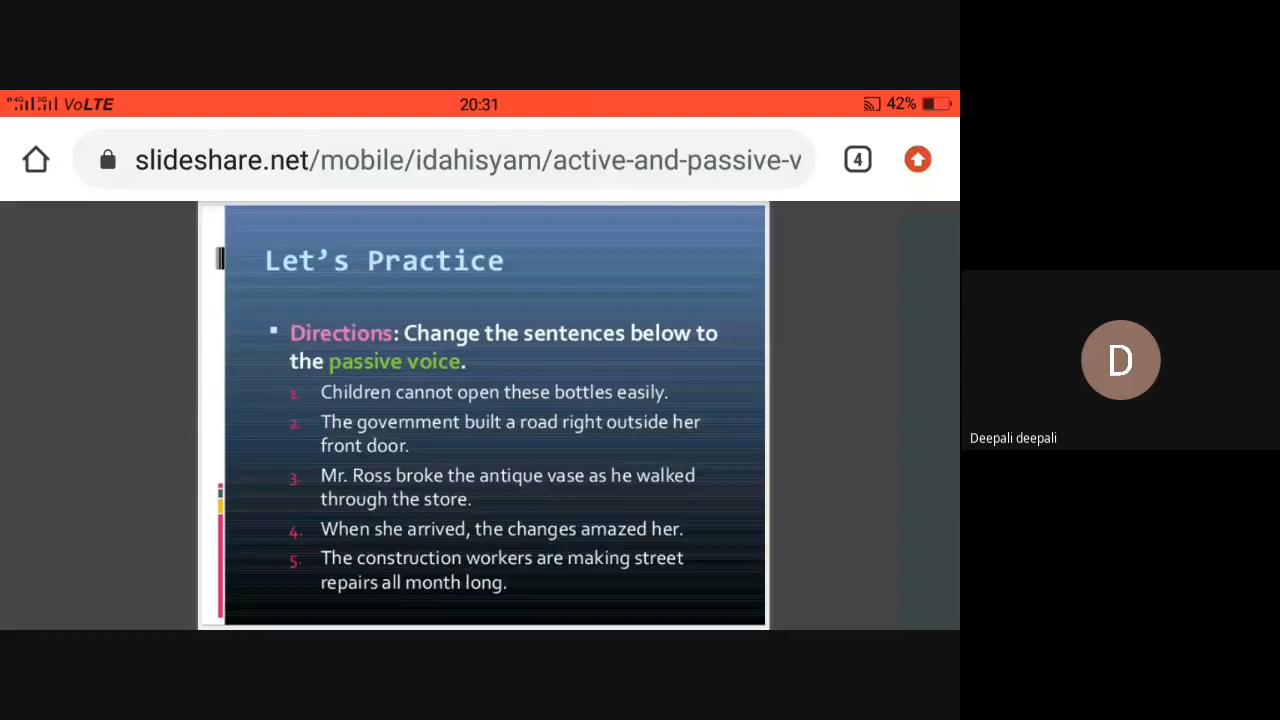 VoLTE
20:31
42%
slideshare.net/mobile/idahisyam/active-and-passive-v
4
Let’s Practice
Directions: Change the sentences below to
the passive voice.
1. Children cannot open these bottles easily.
2. The government built a road right outside her
front door.
3. Mr. Ross broke the antique vase as he walked
through the store.
4. When she arrived, the changes amazed her.
5. The construction workers are making street
repairs all month long.
D
Deepali deepali